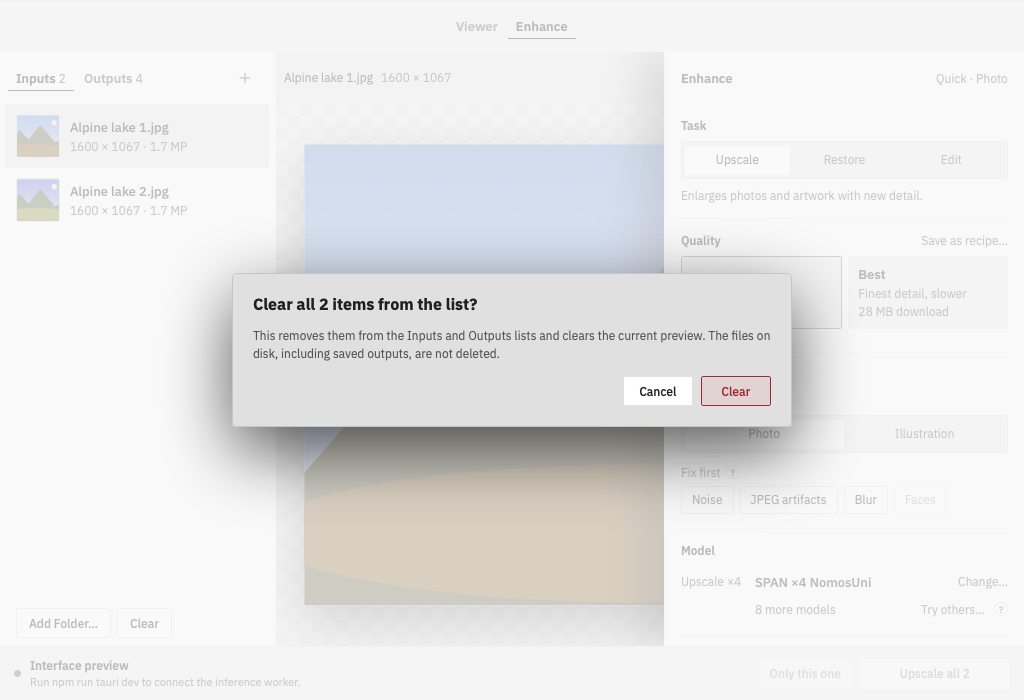 Viewer Enhance
Inputs 2 Outputs 4 +
Alpine lake 1.jpg 1600 × 1067
Enhance Quick · Photo
Alpine lake 1.jpg
1600 × 1067 · 1.7 MP
Alpine lake 2.jpg
1600 × 1067 · 1.7 MP
Task
Upscale Restore Edit
Enlarges photos and artwork with new detail.
Quality Save as recipe...
Best
Finest detail, slower
28 MB download
Clear all 2 items from the list?
This removes them from the Inputs and Outputs lists and clears the current preview. The files on
disk, including saved outputs, are not deleted.
Cancel Clear
Photo Illustration
Fix first ?
Noise JPEG artifacts Blur Faces
Model
Upscale ×4 SPAN ×4 NomosUni Change...
8 more models Try others... ?
Add Folder... Clear
Interface preview
Run npm run tauri dev to connect the inference worker.
Only this one Upscale all 2